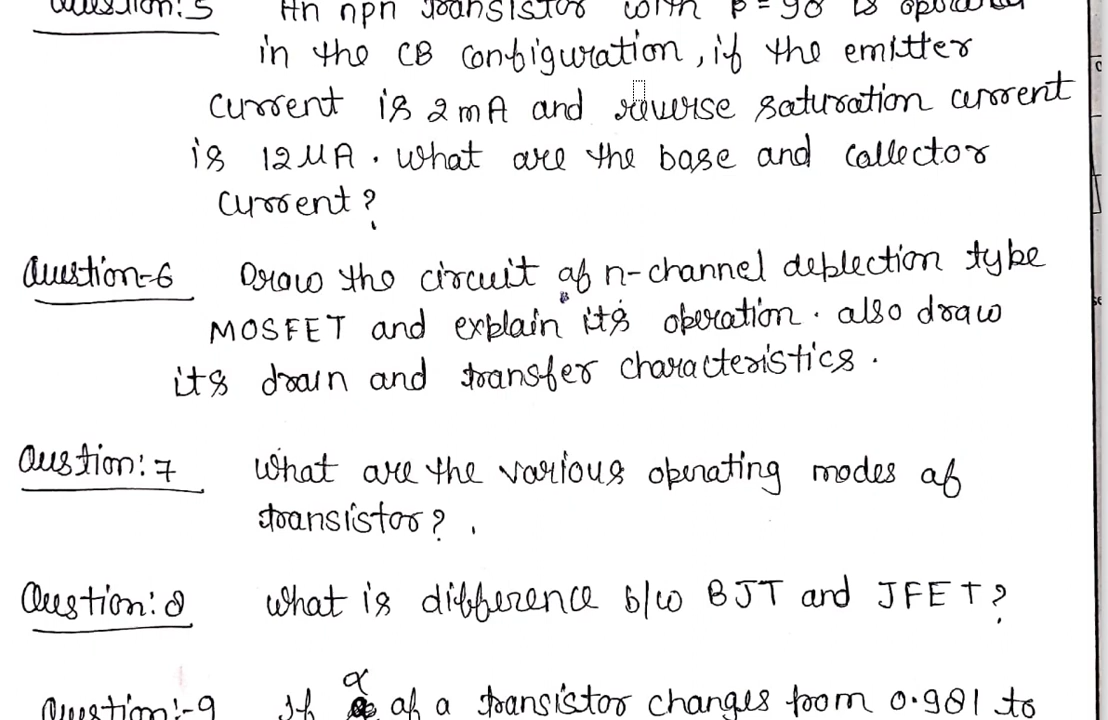 Question: 5 An npn transistor with β = 98 is operated
in the CB configuration, if the emitter
current is 2 mA and reverse saturation current
is 12 μA. what are the base and collector
current?
Question-6 Draw the circuit of n-channel deplection type
MOSFET and explain its operation. also draw
its drain and transfer characteristics.
Question: 7 What are the various operating modes of
transistor?
Question: 8 What is difference b/w BJT and JFET?
Question:-9 If α of a transistor changes from 0.981 to